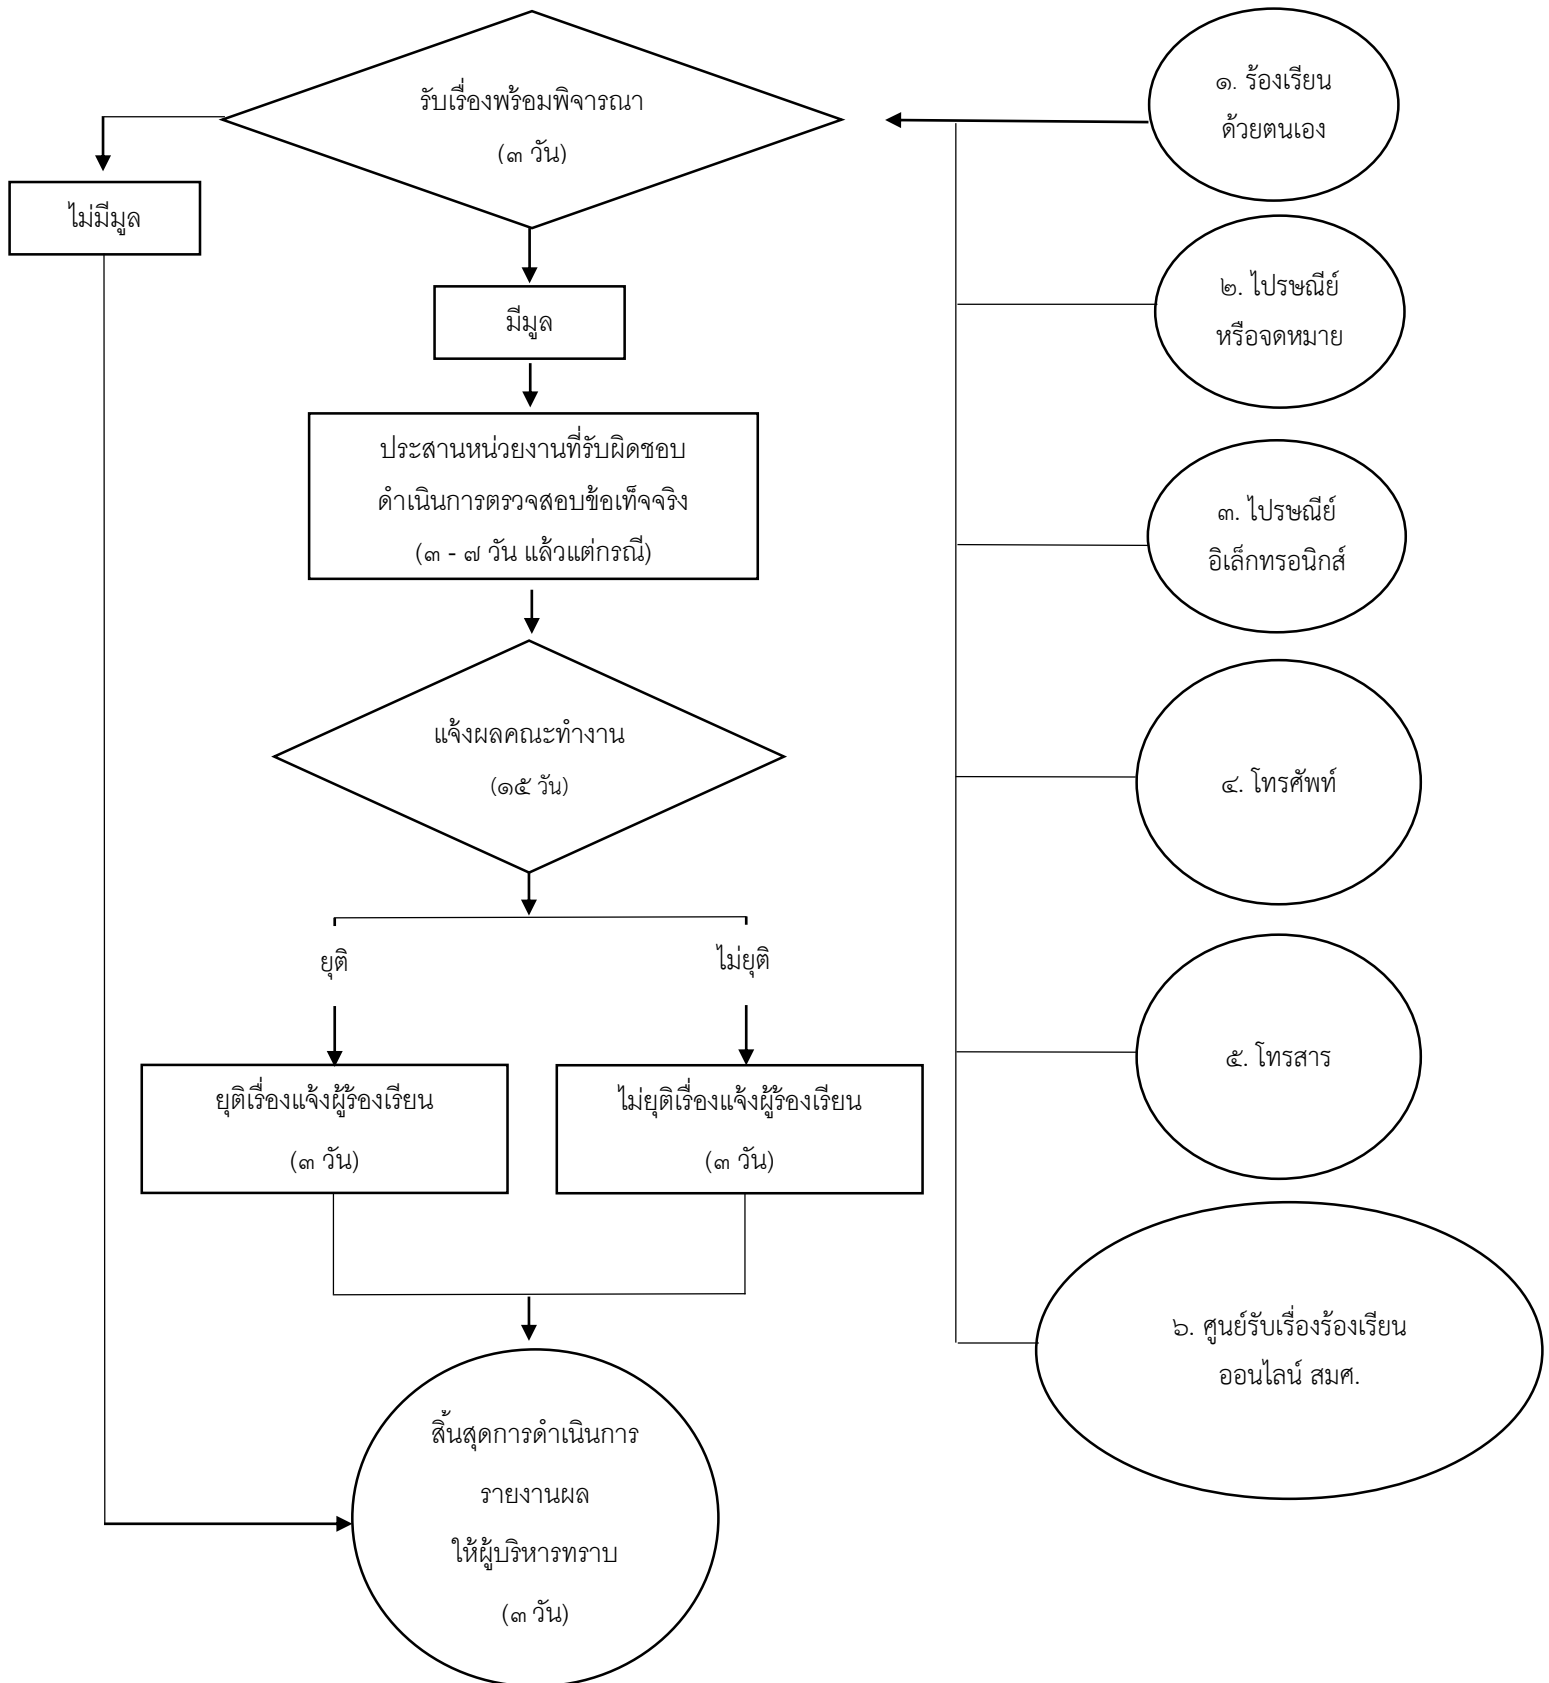 รับเรื่องพร้อมพิจารณา
(๓ วัน)
ไม่มีมูล
มีมูล
ประสานหน่วยงานที่รับผิดชอบ
ดำเนินการตรวจสอบข้อเท็จจริง
(๓ - ๗ วัน แล้วแต่กรณี)
แจ้งผลคณะทำงาน
(๑๕ วัน)
ยุติ
ไม่ยุติ
ยุติเรื่องแจ้งผู้ร้องเรียน
(๓ วัน)
ไม่ยุติเรื่องแจ้งผู้ร้องเรียน
(๓ วัน)
สิ้นสุดการดำเนินการ
รายงานผล
ให้ผู้บริหารทราบ
(๓ วัน)
๑. ร้องเรียน
ด้วยตนเอง
๒. ไปรษณีย์
หรือจดหมาย
๓. ไปรษณีย์
อิเล็กทรอนิกส์
๔. โทรศัพท์
๕. โทรสาร
๖. ศูนย์รับเรื่องร้องเรียน
ออนไลน์ สมศ.